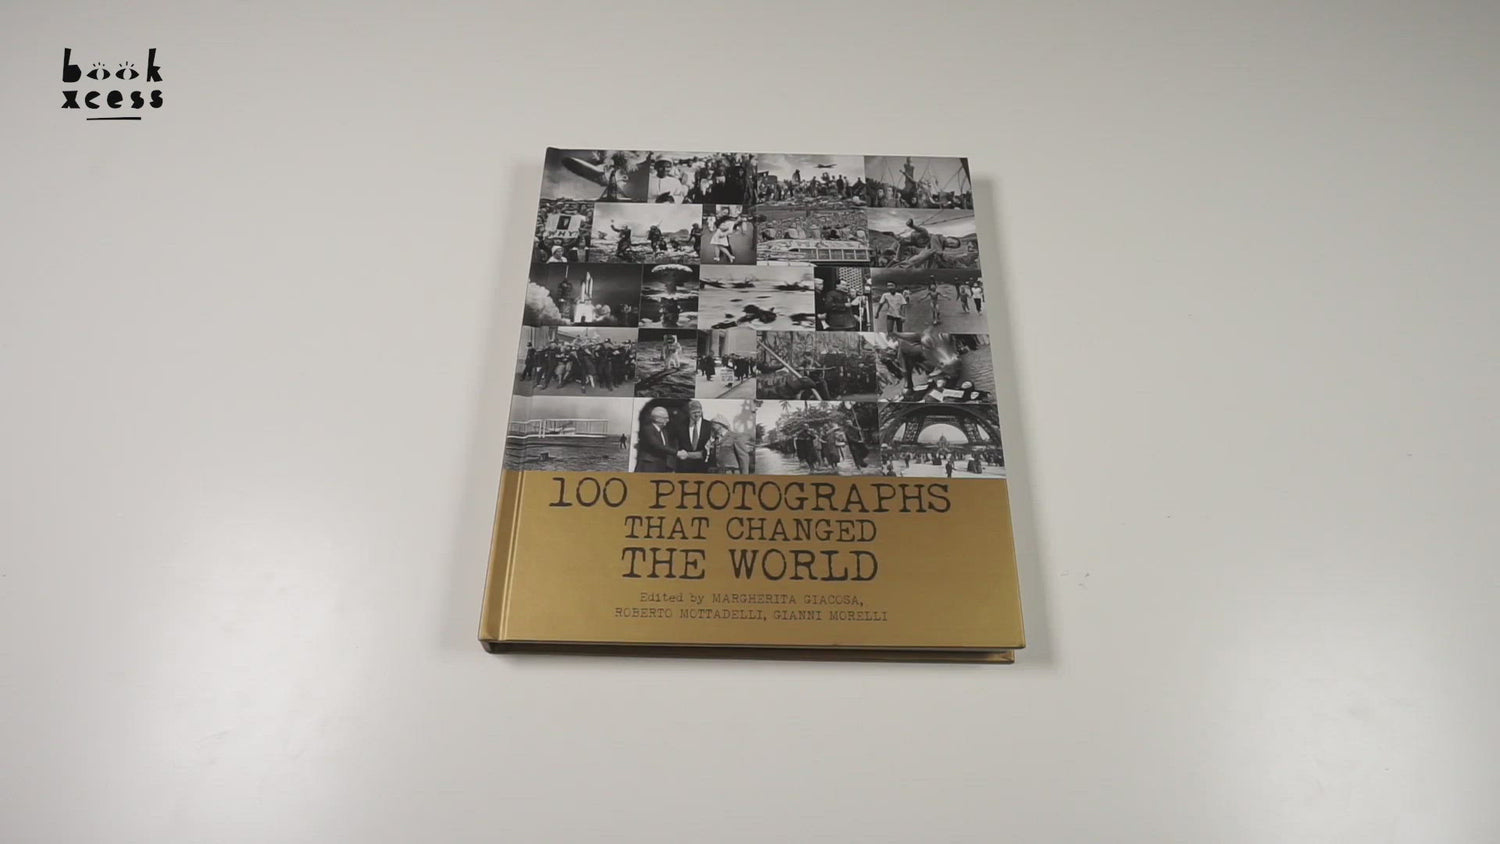 book
xcess
100 PHOTOGRAPHS
THAT CHANGED
THE WORLD
Edited by MARGHERITA GIACOSA,
ROBERTO MOTTADELLI, GIANNI MORELLI